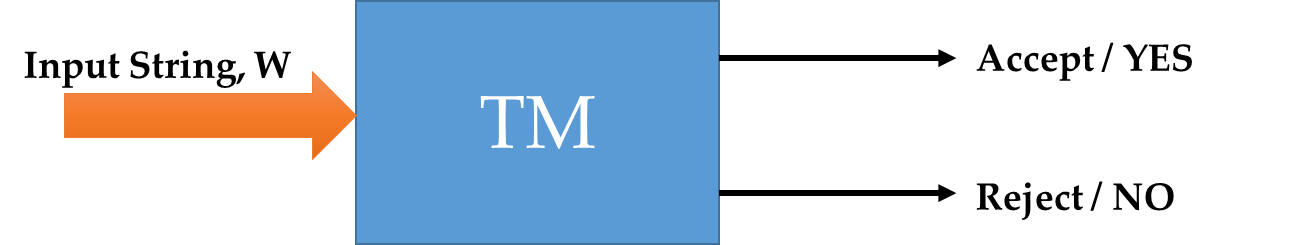 Input String, W
TM
Accept / YES
Reject / NO